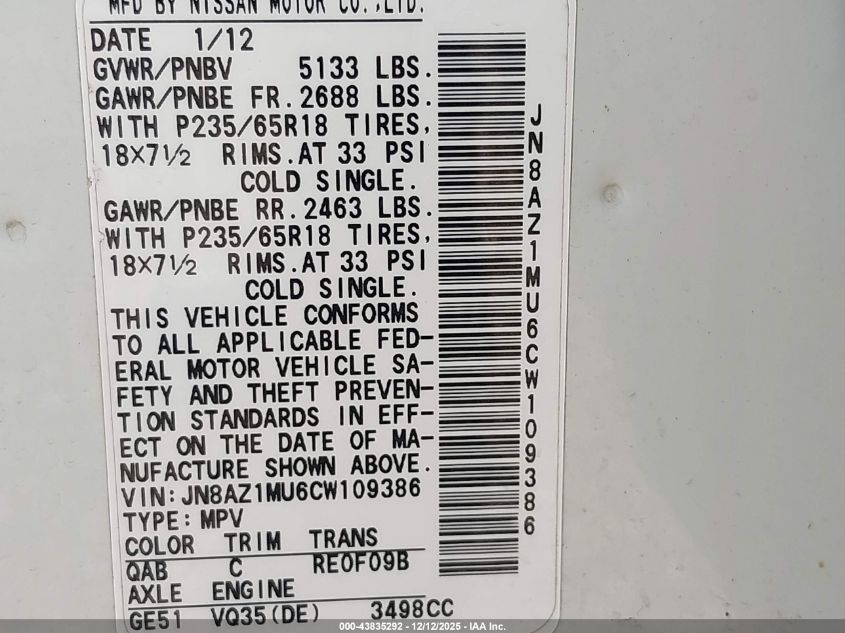 MFD BY NISSAN MOTOR CO.,LTD.
DATE 1/12
GVWR/PNBV 5133 LBS.
GAWR/PNBE FR. 2688 LBS.
WITH P235/65R18 TIRES,
18X7½ RIMS. AT 33 PSI
COLD SINGLE.
GAWR/PNBE RR. 2463 LBS.
WITH P235/65R18 TIRES,
18X7½ RIMS. AT 33 PSI
COLD SINGLE.
THIS VEHICLE CONFORMS
TO ALL APPLICABLE FED-
ERAL MOTOR VEHICLE SA-
FETY AND THEFT PREVEN-
TION STANDARDS IN EFF-
ECT ON THE DATE OF MA-
NUFACTURE SHOWN ABOVE.
VIN: JN8AZ1MU6CW109386
TYPE: MPV
COLOR TRIM TRANS
QAB C RE0F09B
AXLE ENGINE
GE51 VQ35(DE) 3498CC
JN8AZ1MU6CW109386
000-43835292 - 12/12/2025 - IAA Inc.